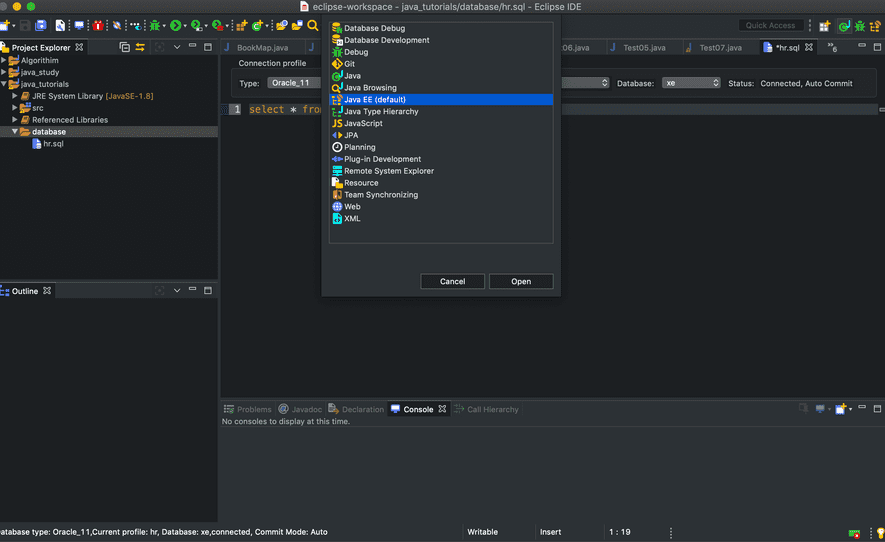 eclipse-workspace - java_tutorials/database/hr.sql - Eclipse IDE
Quick Access
Project Explorer
Algorithim
java_study
java_tutorials
JRE System Library [JavaSE-1.8]
src
Referenced Libraries
database
hr.sql
Outline
BookMap.java
06.java
Test05.java
Test07.java
*hr.sql
»6
Connection profile
Type: Oracle_11
Database: xe
Status: Connected, Auto Commit
1 select * from
Database Debug
Database Development
Debug
Git
Java
Java Browsing
Java EE (default)
Java Type Hierarchy
JavaScript
JPA
Planning
Plug-in Development
Remote System Explorer
Resource
Team Synchronizing
Web
XML
Cancel
Open
Problems
Javadoc
Declaration
Console
Call Hierarchy
No consoles to display at this time.
atabase type: Oracle_11,Current profile: hr, Database: xe,connected, Commit Mode: Auto
Writable
Insert
1 : 19